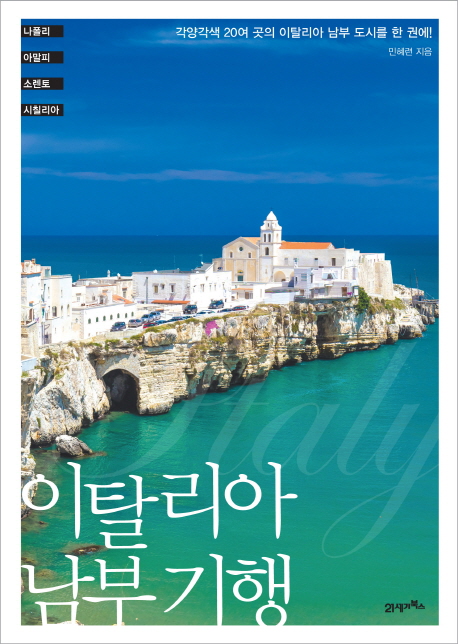 나폴리
아말피
소렌토
시칠리아
각양각색 20여 곳의 이탈리아 남부 도시를 한 권에!
민혜련 지음
Italy
이탈리아
남부 기행
21세기북스